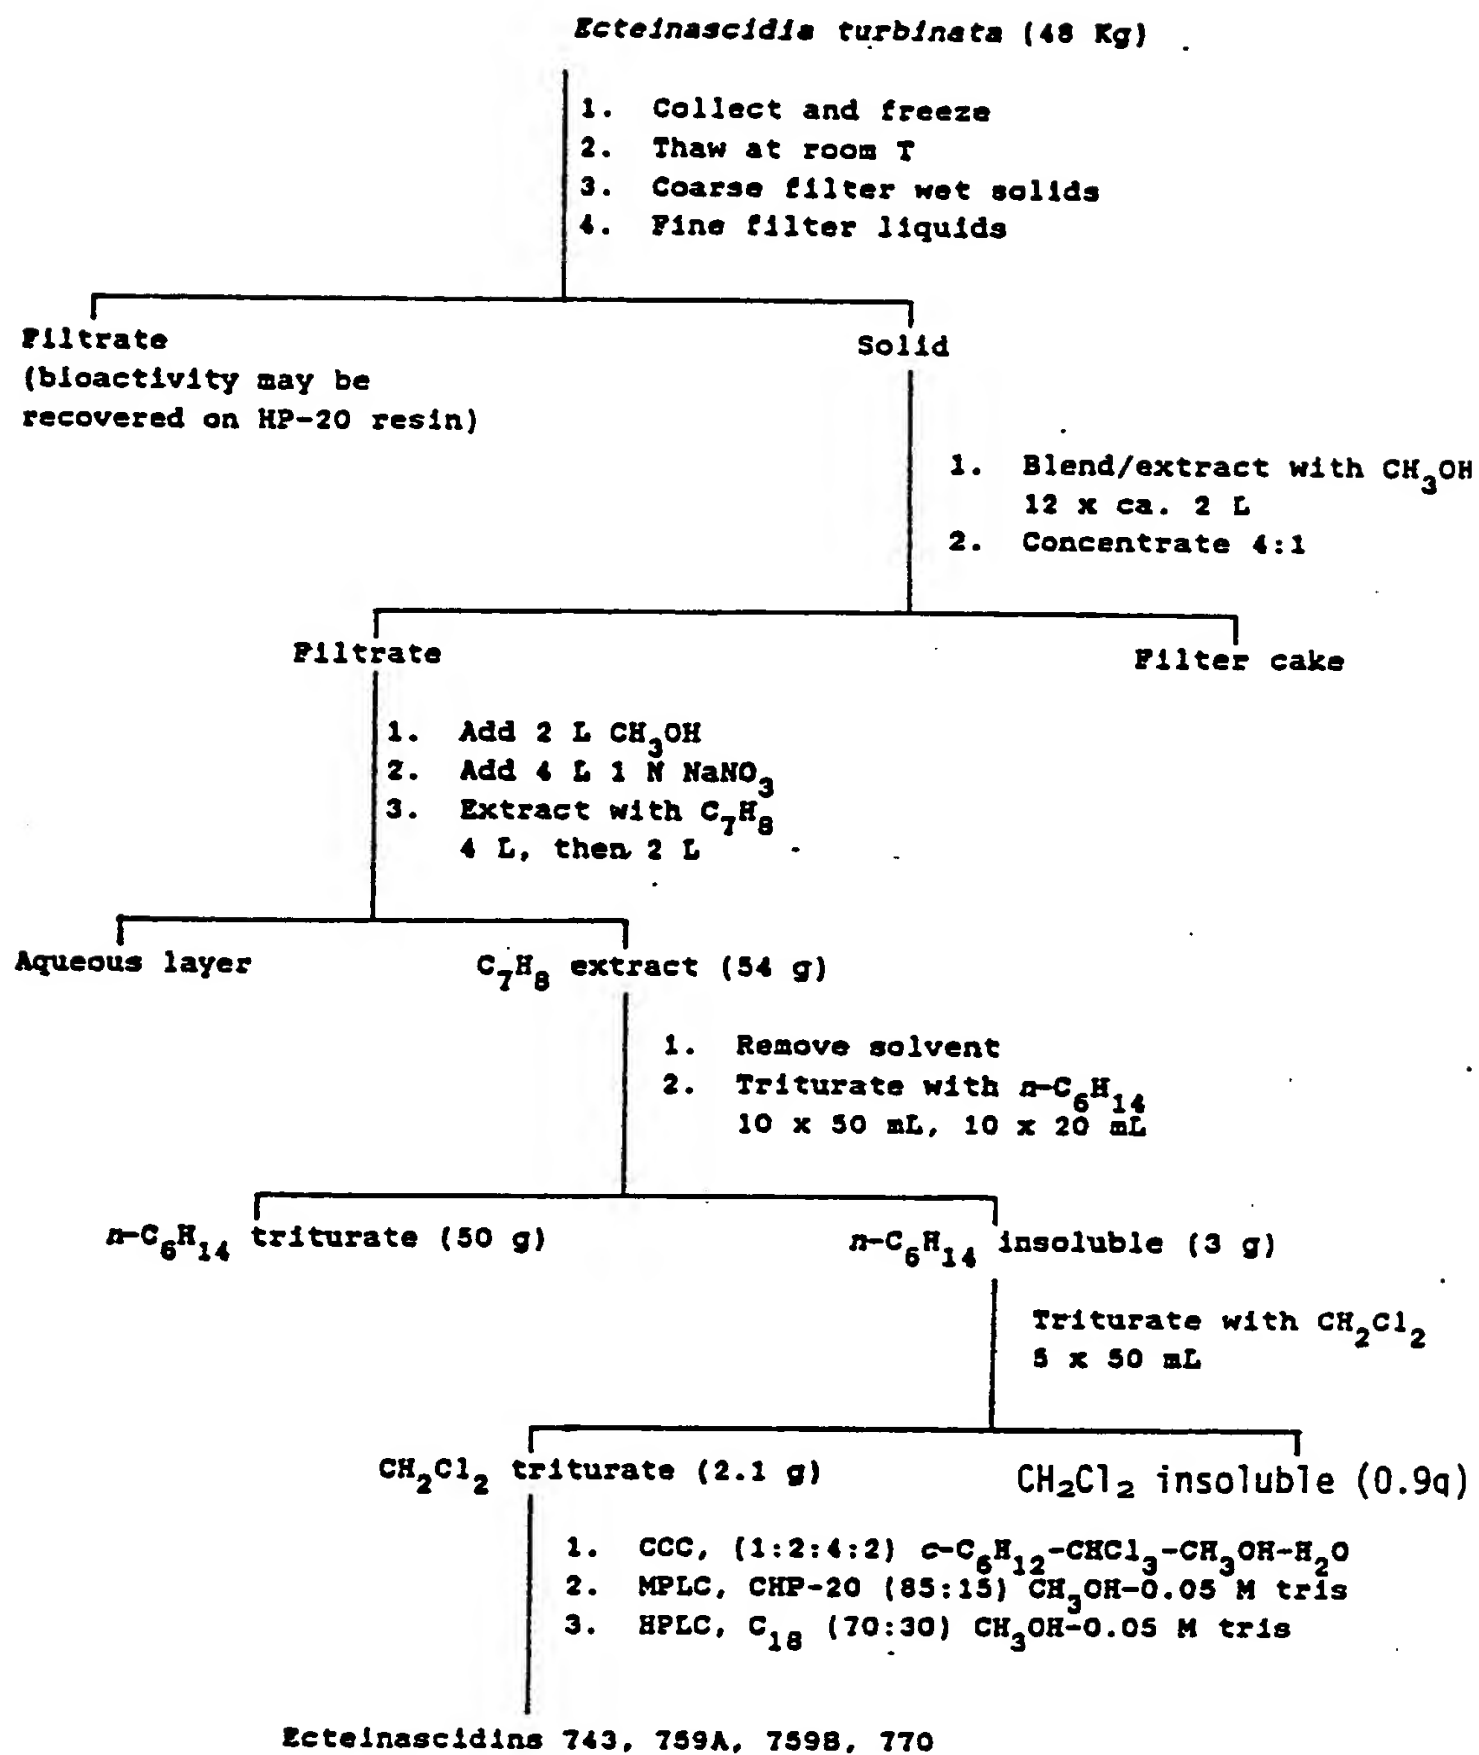 Ecteinascidia turbinata (48 Kg)
1. Collect and freeze
2. Thaw at room T
3. Coarse filter wet solids
4. Fine filter liquids
Filtrate
(bioactivity may be
recovered on HP-20 resin)
Solid
1. Blend/extract with CH₃OH
12 x ca. 2 L
2. Concentrate 4:1
Filtrate
Filter cake
1. Add 2 L CH₃OH
2. Add 4 L 1 N NaNO₃
3. Extract with C₇H₈
4 L, then 2 L
Aqueous layer
C₇H₈ extract (54 g)
1. Remove solvent
2. Triturate with n-C₆H₁₄
10 x 50 mL, 10 x 20 mL
n-C₆H₁₄ triturate (50 g)
n-C₆H₁₄ insoluble (3 g)
Triturate with CH₂Cl₂
5 x 50 mL
CH₂Cl₂ triturate (2.1 g)
CH₂Cl₂ insoluble (0.9g)
1. CCC, (1:2:4:2) c-C₆H₁₂-CHCl₃-CH₃OH-H₂O
2. MPLC, CHP-20 (85:15) CH₃OH-0.05 M tris
3. HPLC, C₁₈ (70:30) CH₃OH-0.05 M tris
Ecteinascidins 743, 759A, 759B, 770